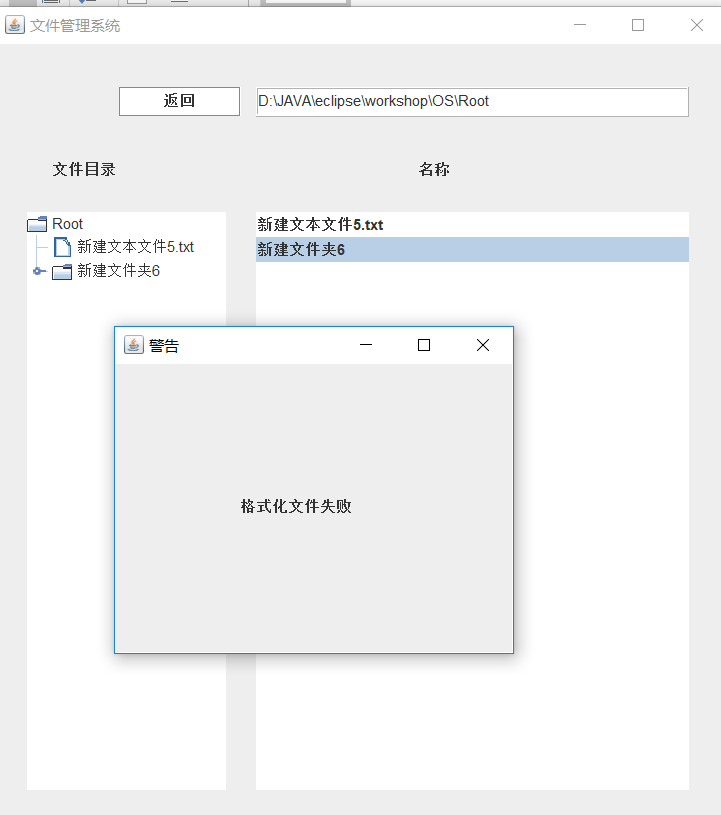 文件管理系统
返回
D:\JAVA\eclipse\workshop\OS\Root
文件目录
名称
Root
新建文本文件5.txt
新建文件夹6
新建文本文件5.txt
新建文件夹6
警告
格式化文件失败